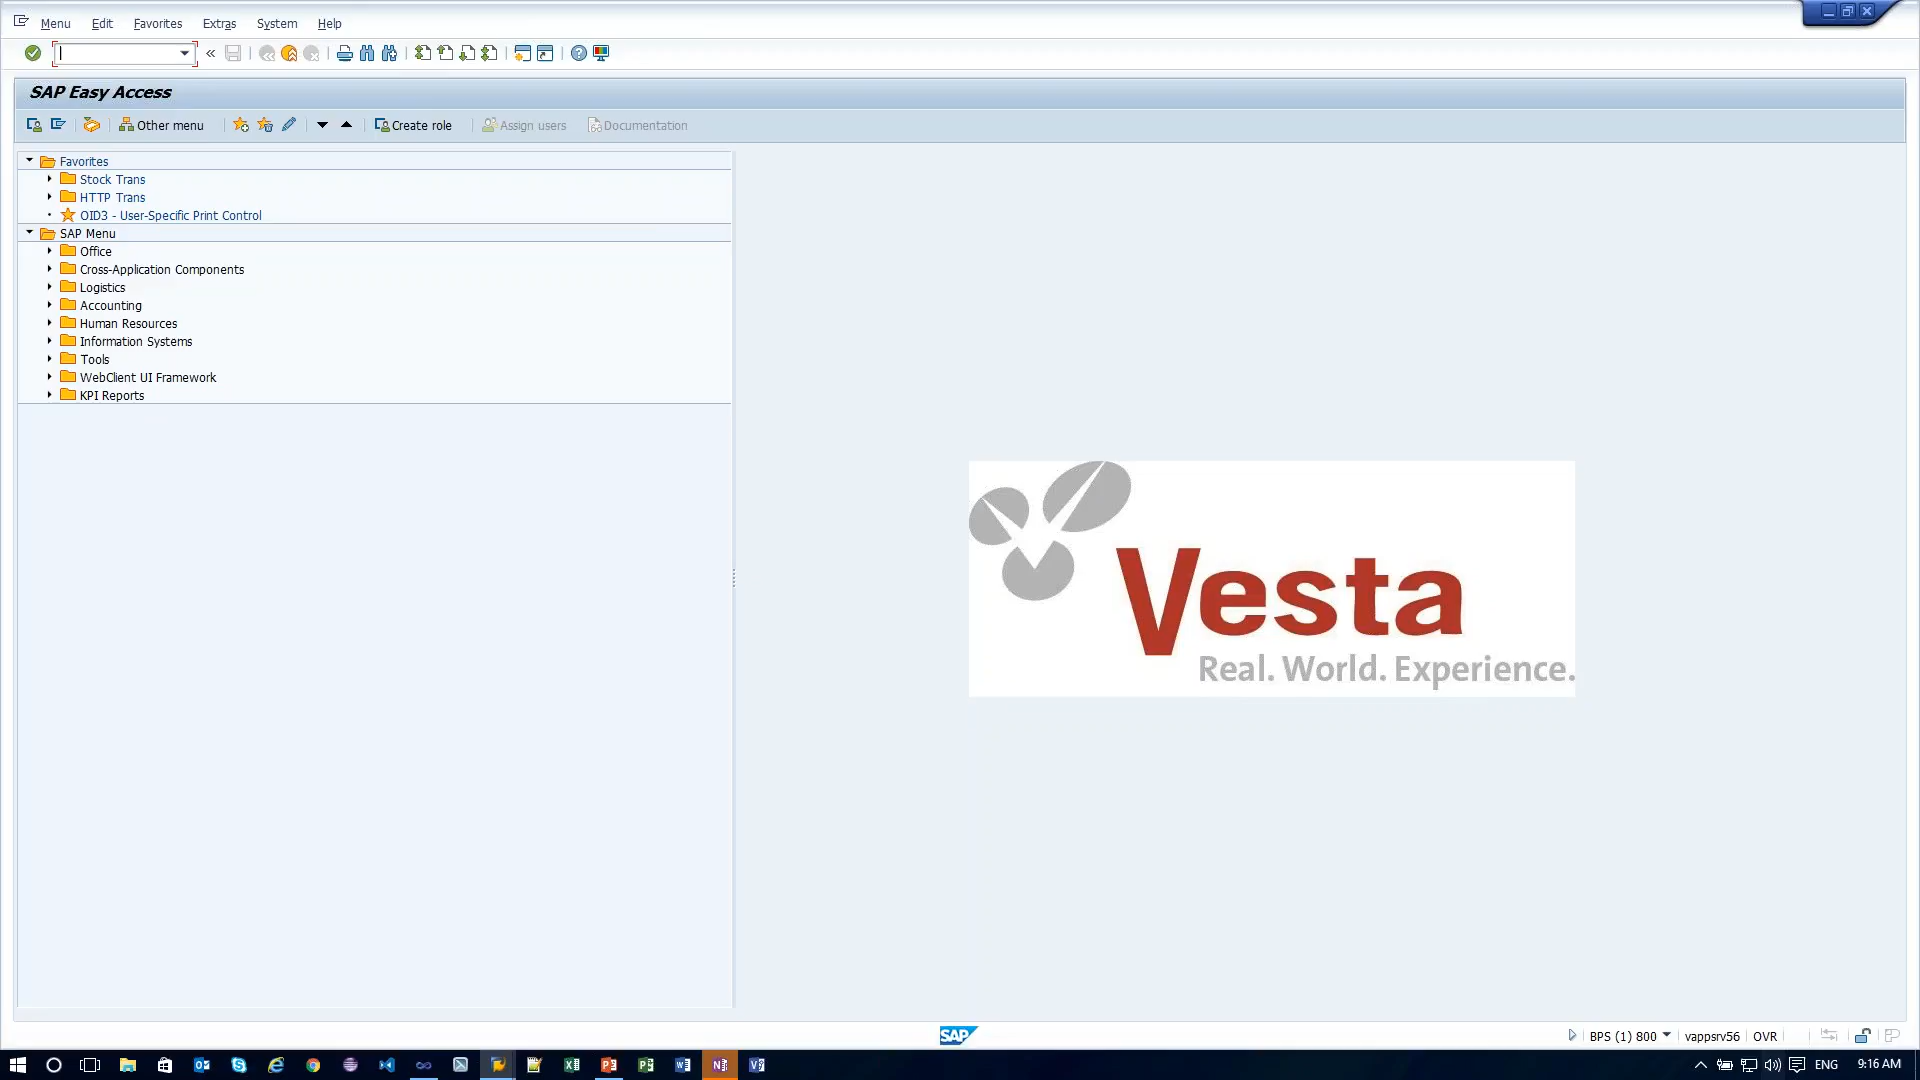 Menu Edit Favorites Extras System Help
SAP Easy Access
Other menu Create role Assign users Documentation
Favorites
Stock Trans
HTTP Trans
OID3 - User-Specific Print Control
SAP Menu
Office
Cross-Application Components
Logistics
Accounting
Human Resources
Information Systems
Tools
WebClient UI Framework
KPI Reports
Vesta
Real. World. Experience.
SAP
BPS (1) 800 vappsrv56 OVR
ENG 9:16 AM